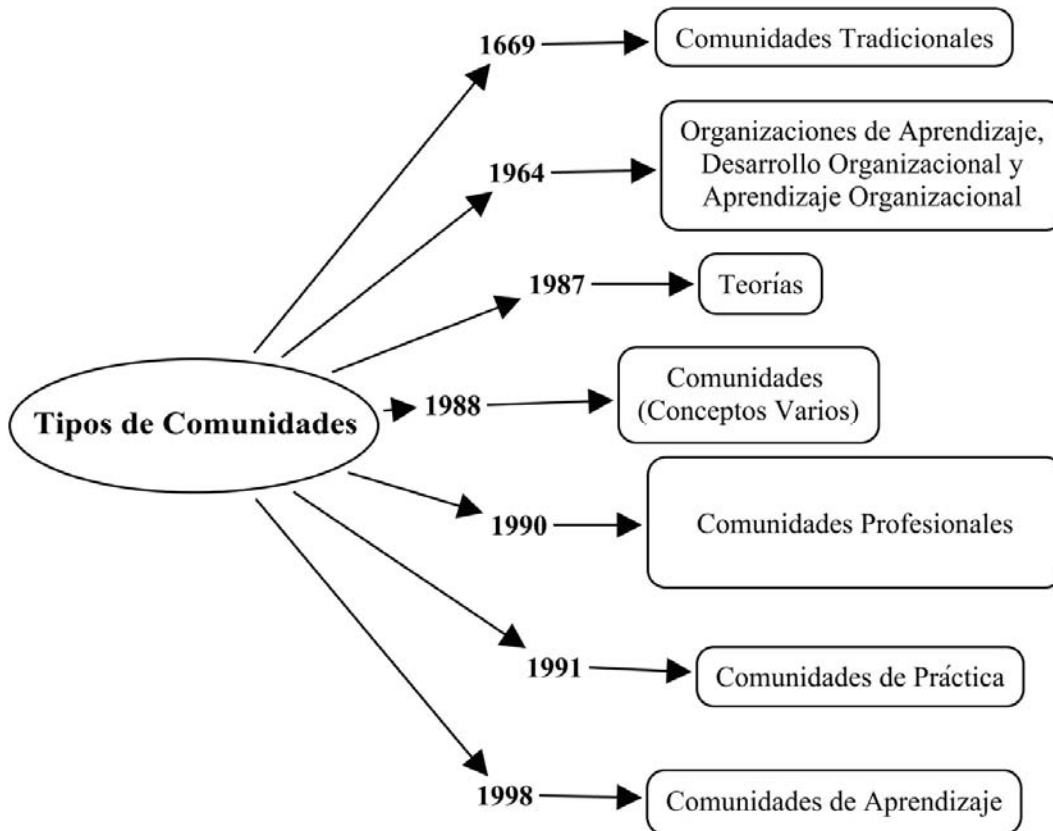 1669
Comunidades Tradicionales
1964
Organizaciones de Aprendizaje,
Desarrollo Organizacional y
Aprendizaje Organizacional
1987
Teorías
Tipos de Comunidades
1988
Comunidades
(Conceptos Varios)
1990
Comunidades Profesionales
1991
Comunidades de Práctica
1998
Comunidades de Aprendizaje